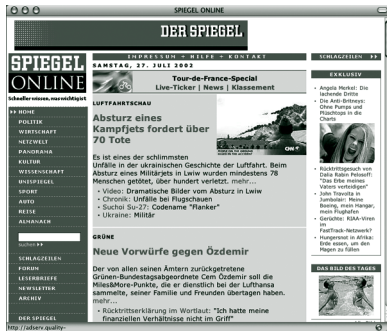 SPIEGEL ONLINE
DER SPIEGEL
IMPRESSUM + HILFE + KONTAKT
SCHLAGZEILEN
SPIEGEL
ONLINE
Schneller wissen, was wichtig ist
SAMSTAG, 27. JULI 2002
Tour-de-France-Special
Live-Ticker | News | Klassement
HOME
POLITIK
WIRTSCHAFT
NETZWELT
PANORAMA
KULTUR
WISSENSCHAFT
UNISPIEGEL
SPORT
AUTO
REISE
ALMANACH
suchen
SCHLAGZEILEN
FORUM
LESERBRIEFE
NEWSLETTER
ARCHIV
DER SPIEGEL
LUFTFAHRTSCHAU
Absturz eines
Kampfjets fordert über
70 Tote
CNN
Es ist eines der schlimmsten
Unfälle in der ukrainischen Geschichte der Luftfahrt. Beim
Absturz eines Militärjets in Lwiw wurden mindestens 78
Menschen getötet, über hundert verletzt. mehr...
• Video: Dramatische Bilder vom Absturz in Lwiw
• Chronik: Unfälle bei Flugschauen
• Suchoi Su-27: Codename "Flanker"
• Ukraine: Militär
GRÜNE
Neue Vorwürfe gegen Özdemir
Der von allen seinen Ämtern zurückgetretene
Grünen-Bundestagsabgeordnete Cem Özdemir soll die
Miles&More-Punkte, die er dienstlich bei der Lufthansa
sammelte, seiner Familie und Freunden übertragen haben.
mehr...
• Rücktrittserklärung im Wortlaut: "Ich hatte meine
finanziellen Verhältnisse nicht im Griff"
EXKLUSIV
• Angela Merkel: Die
lachende Dritte
• Die Anti-Britneys:
Ohne Pumps und
Plüschtops in die
Charts
• Rücktrittsgesuch von
Dalia Rabin Pelosoff:
"Das Erbe meines
Vaters verteidigen"
• John Travolta in
Jumbolair: Meine
Boeing, mein Hangar,
mein Flughafen
• Gerüchte: KIAA-Viren
im
FastTrack-Netzwerk?
• Hungersnot in Afrika:
Erde essen, um den
Magen zu füllen
DAS BILD DES TAGES
http://adserv.quality-